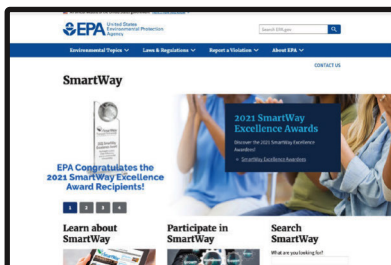 EPA United States
Environmental Protection
Agency
Search EPA.gov
Environmental Topics
Laws & Regulations
Report a Violation
About EPA
CONTACT US
SmartWay
2021 SmartWay
Excellence Awards
Discover the 2021 SmartWay Excellence
Awardees!
SmartWay Excellence Awardees
EPA Congratulates the
2021 SmartWay Excellence
Award Recipients!
1 2 3 4
Learn about
SmartWay
Participate in
SmartWay
Search
SmartWay
What are you looking for?